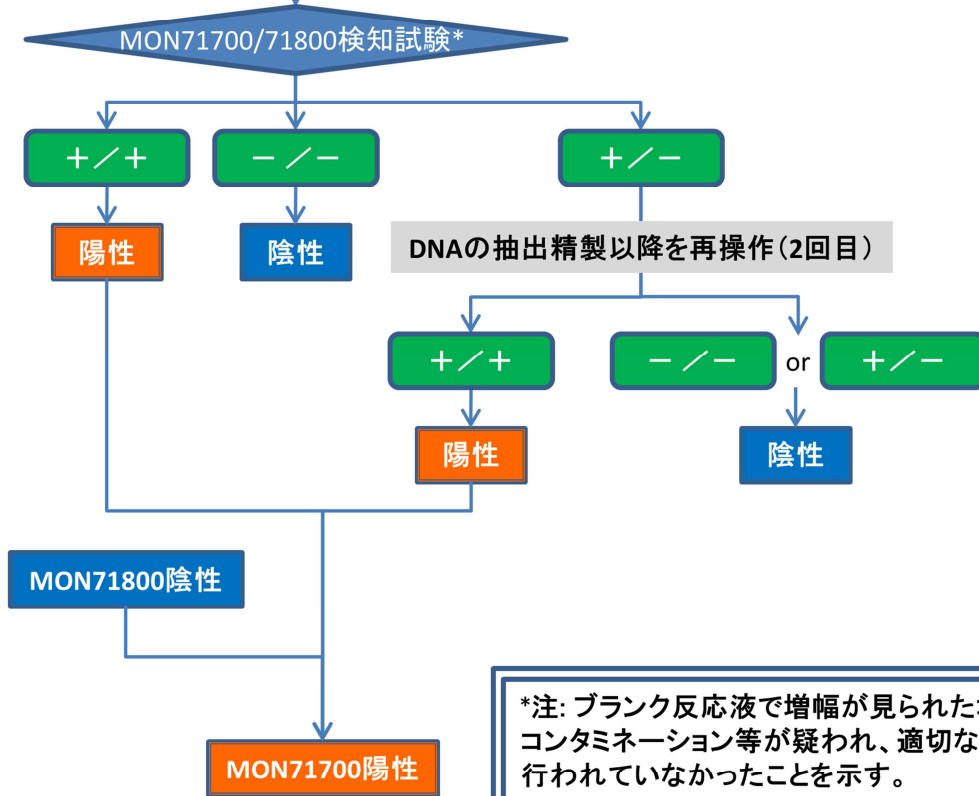 MON71700/71800検知試験*
＋／＋
－／－
＋／－
陽性
陰性
DNAの抽出精製以降を再操作（2回目）
＋／＋
－／－
or
＋／－
陽性
陰性
MON71800陰性
MON71700陽性
*注: ブランク反応液で増幅が見られた
コンタミネーション等が疑われ、適切な
行われていなかったことを示す。